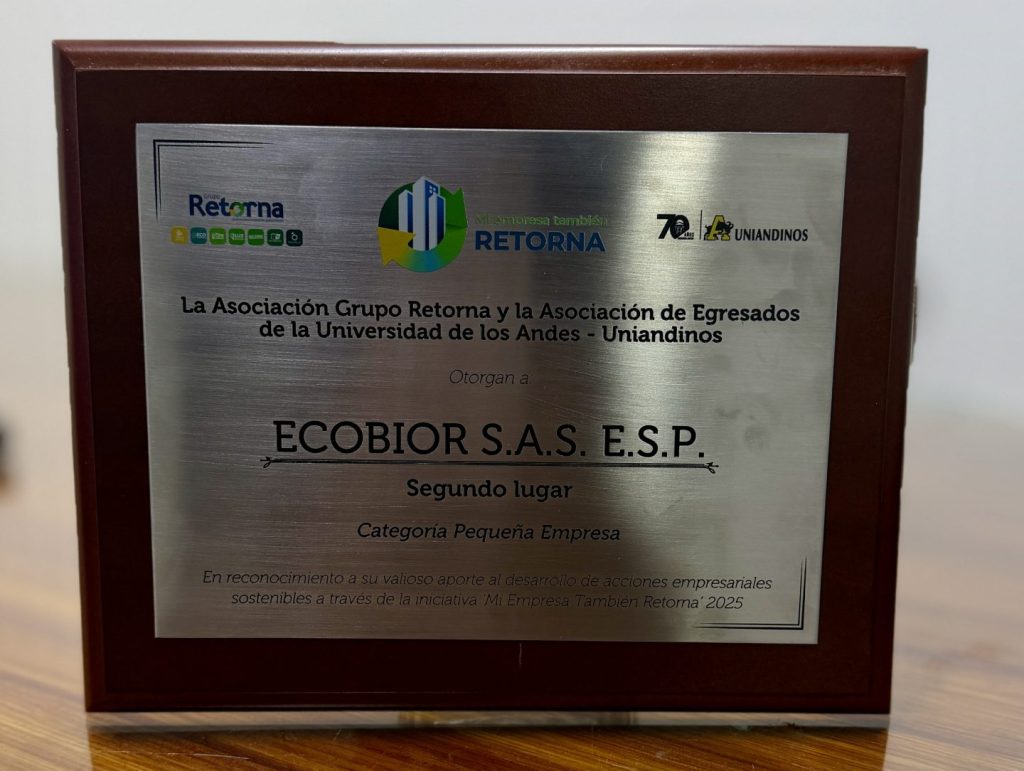 Retorna
Mi empresa también
RETORNA
70 AÑOS
UNIANDINOS
La Asociación Grupo Retorna y la Asociación de Egresados
de la Universidad de los Andes - Uniandinos
Otorgan a
ECOBIOR S.A.S. E.S.P.
Segundo lugar
Categoría Pequeña Empresa
En reconocimiento a su valioso aporte al desarrollo de acciones empresariales
sostenibles a través de la iniciativa 'Mi Empresa También Retorna' 2025